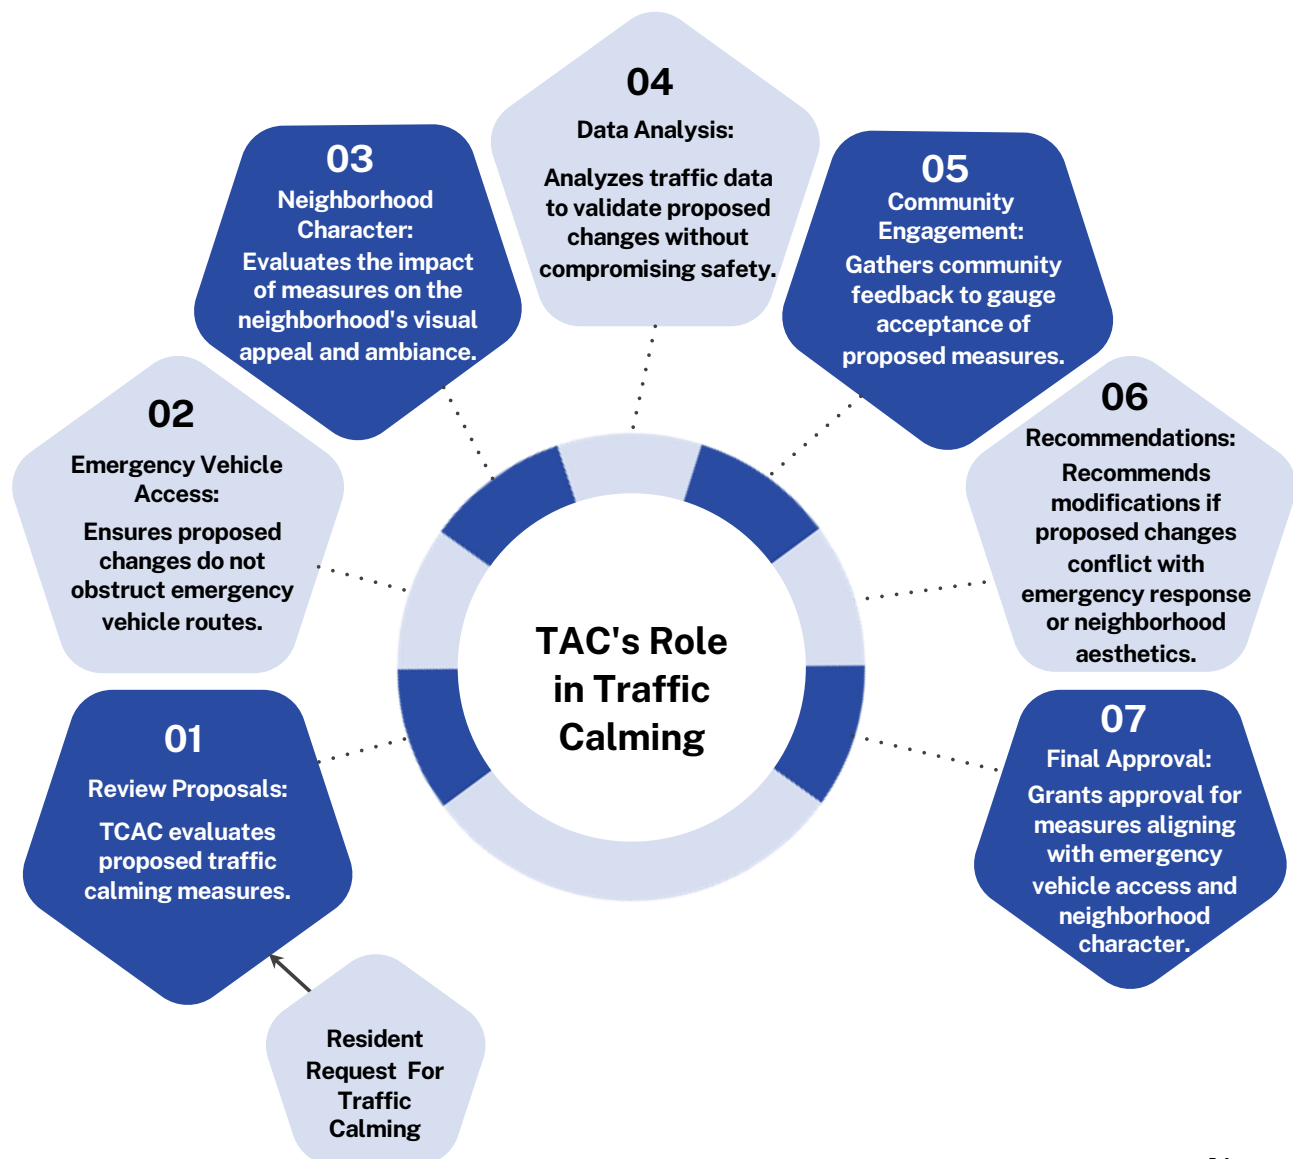 04
Data Analysis:
Analyzes traffic data
to validate proposed
changes without
compromising safety.
03
Neighborhood
Character:
Evaluates the impact
of measures on the
neighborhood's visual
appeal and ambiance.
05
Community
Engagement:
Gathers community
feedback to gauge
acceptance of
proposed measures.
02
Emergency Vehicle
Access:
Ensures proposed
changes do not
obstruct emergency
vehicle routes.
06
Recommendations:
Recommends
modifications if
proposed changes
conflict with
emergency response
or neighborhood
aesthetics.
TAC's Role
in Traffic
Calming
01
Review Proposals:
TCAC evaluates
proposed traffic
calming measures.
07
Final Approval:
Grants approval for
measures aligning
with emergency
vehicle access and
neighborhood
character.
Resident
Request For
Traffic
Calming